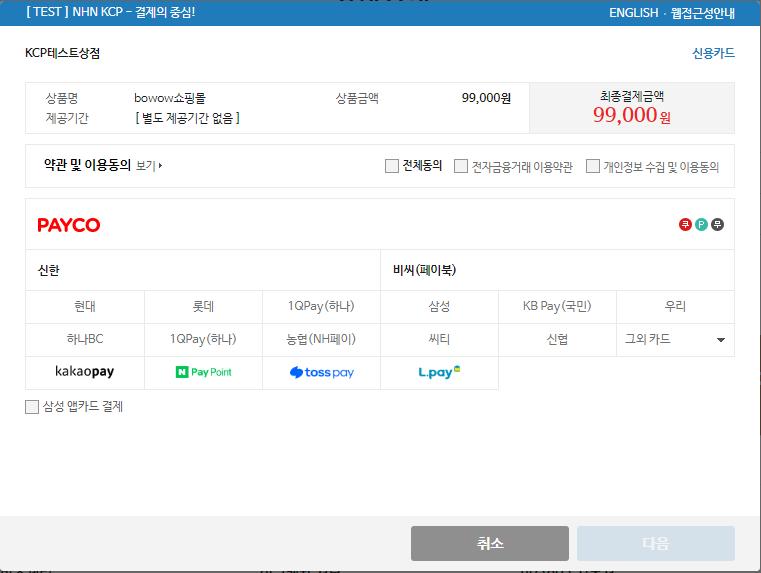 [ TEST ] NHN KCP - 결제의 중심!
ENGLISH · 웹접근성안내
KCP테스트상점
신용카드
상품명 bowow쇼핑몰 상품금액 99,000원
제공기간 [ 별도 제공기간 없음 ]
최종결제금액
99,000 원
약관 및 이용동의 보기 전체동의 전자금융거래 이용약관 개인정보 수집 및 이용동의
PAYCO 쿠 P 무
신한 비씨(페이북)
현대 롯데 1QPay(하나) 삼성 KB Pay(국민) 우리
하나BC 1QPay(하나) 농협(NH페이) 씨티 신협 그외 카드
kakaopay N Pay Point toss pay L.pay
삼성 앱카드 결제
취소 다음